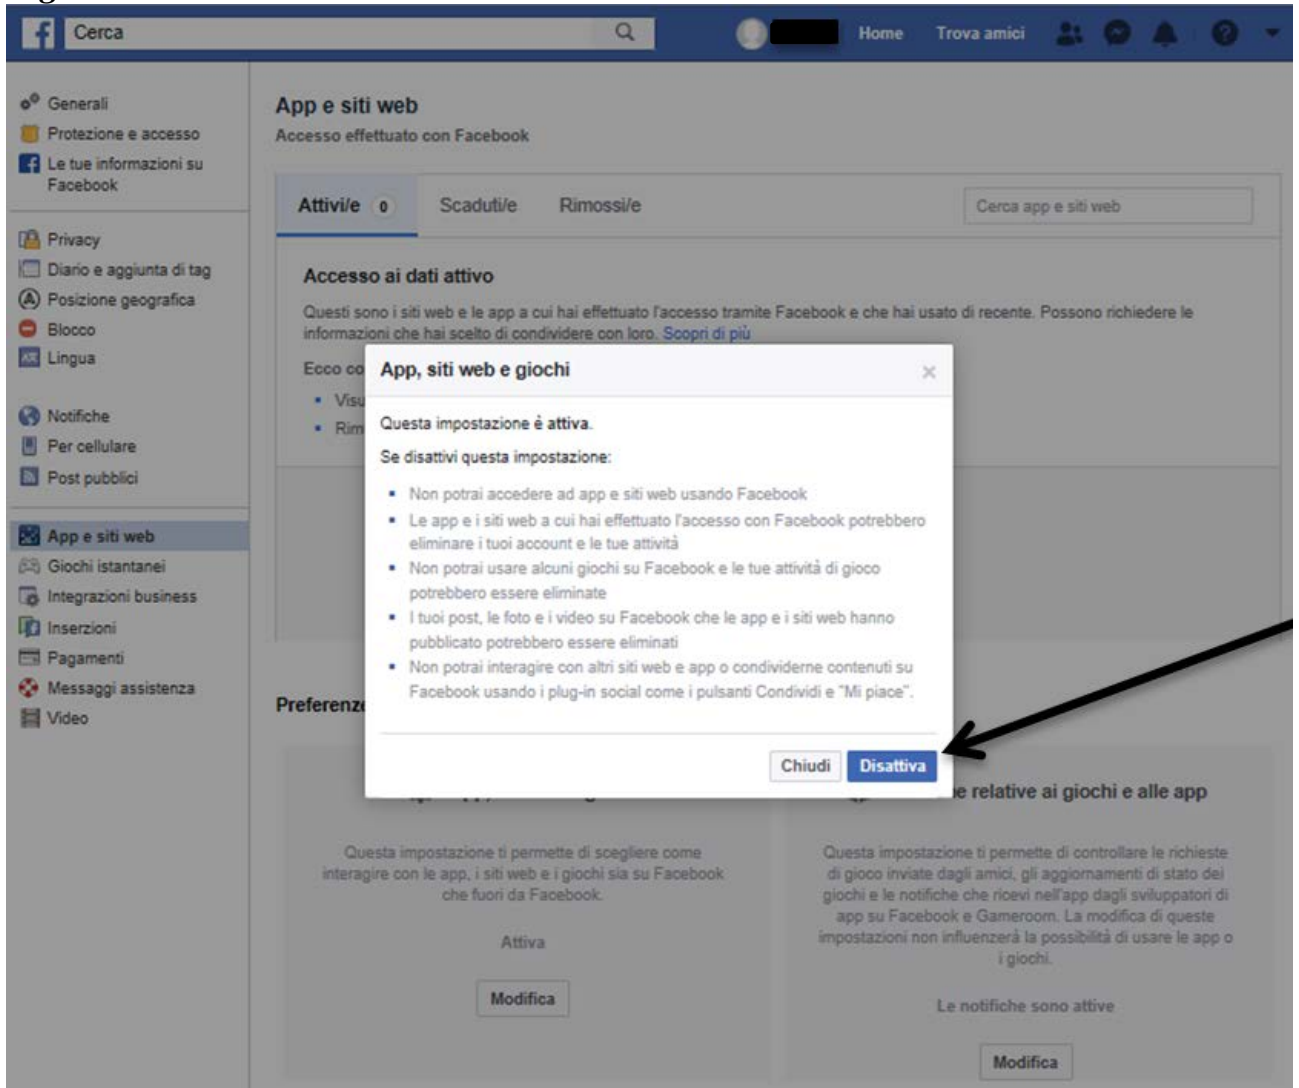 Cerca
Home
Trova amici
Generali
Protezione e accesso
Le tue informazioni su
Facebook
Privacy
Diario e aggiunta di tag
Posizione geografica
Blocco
Lingua
Notifiche
Per cellulare
Post pubblici
App e siti web
Giochi istantanei
Integrazioni business
Inserzioni
Pagamenti
Messaggi assistenza
Video
App e siti web
Accesso effettuato con Facebook
Attivi/e 0
Scaduti/e
Rimossi/e
Cerca app e siti web
Accesso ai dati attivo
Questi sono i siti web e le app a cui hai effettuato l'accesso tramite Facebook e che hai usato di recente. Possono richiedere le
informazioni che hai scelto di condividere con loro. Scopri di più
Ecco co
Visu
Rim
App, siti web e giochi
Questa impostazione è attiva.
Se disattivi questa impostazione:
Non potrai accedere ad app e siti web usando Facebook
Le app e i siti web a cui hai effettuato l'accesso con Facebook potrebbero
eliminare i tuoi account e le tue attività
Non potrai usare alcuni giochi su Facebook e le tue attività di gioco
potrebbero essere eliminate
I tuoi post, le foto e i video su Facebook che le app e i siti web hanno
pubblicato potrebbero essere eliminati
Non potrai interagire con altri siti web e app o condividerne contenuti su
Facebook usando i plug-in social come i pulsanti Condividi e "Mi piace".
Chiudi
Disattiva
Preferenze
Questa impostazione ti permette di scegliere come
interagire con le app, i siti web e i giochi sia su Facebook
che fuori da Facebook.
Attiva
Modifica
e relative ai giochi e alle app
Questa impostazione ti permette di controllare le richieste
di gioco inviate dagli amici, gli aggiornamenti di stato dei
giochi e le notifiche che ricevi nell'app dagli sviluppatori di
app su Facebook e Gameroom. La modifica di queste
impostazioni non influenzerà la possibilità di usare le app o
i giochi.
Le notifiche sono attive
Modifica